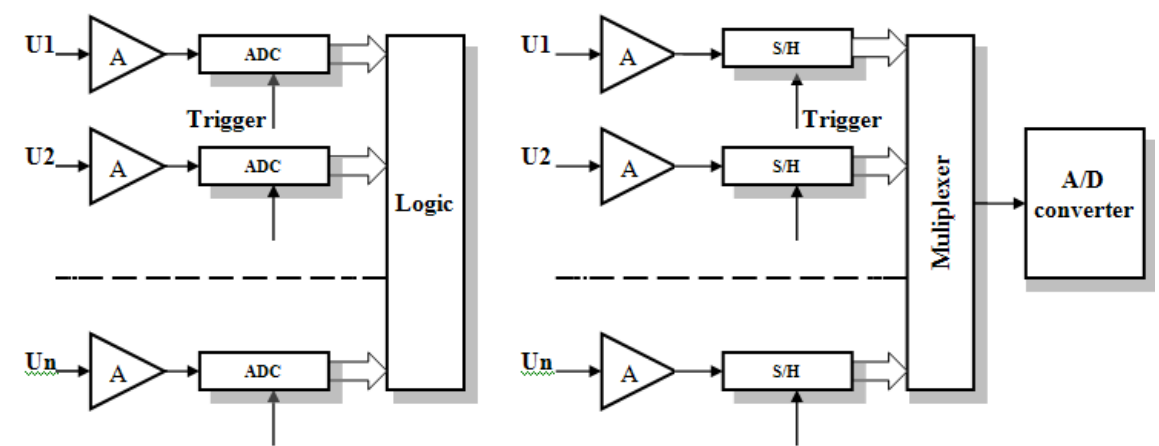 U1
A
ADC
Trigger
U2
A
ADC
Logic
Un
A
ADC
U1
A
S/H
Trigger
U2
A
S/H
Muliplexer
A/D
converter
Un
A
S/H